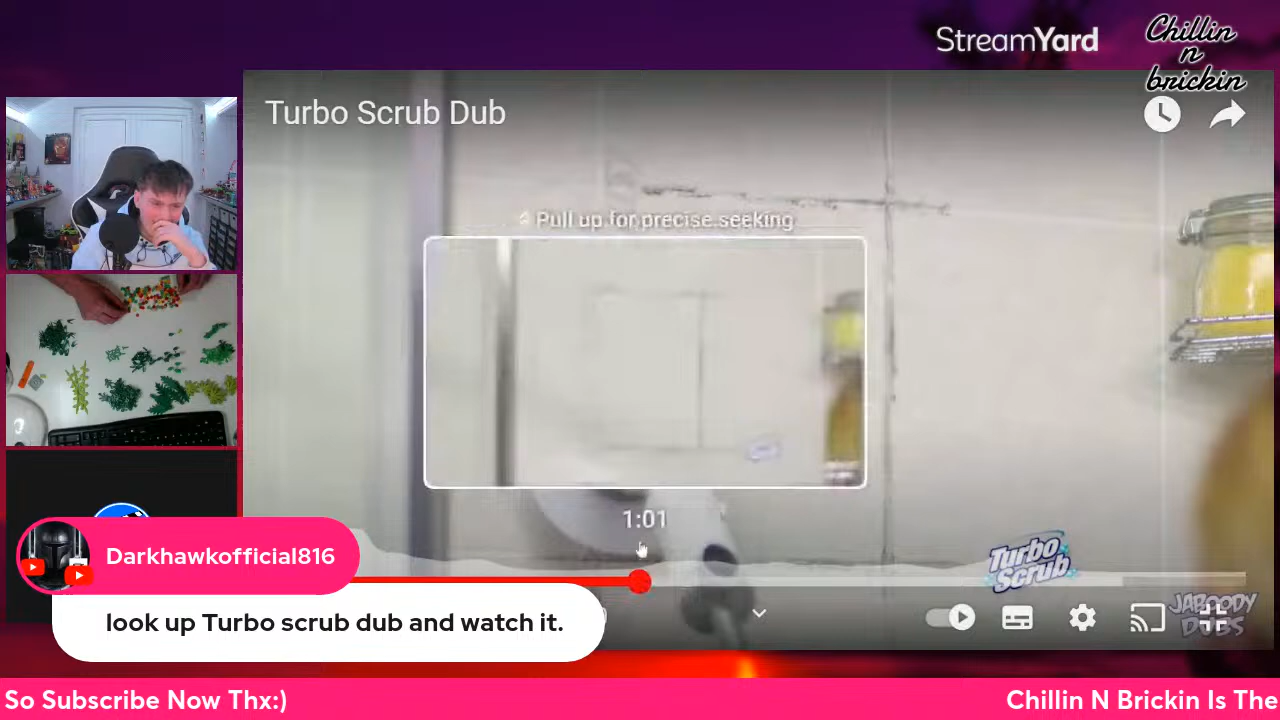 StreamYard
Chillin
n
brickin
Turbo Scrub Dub
Pull up for precise seeking
1:01
Turbo
Scrub
JABOODY
DUBS
Darkhawkofficial816
look up Turbo scrub dub and watch it.
So Subscribe Now Thx:)
Chillin N Brickin Is The